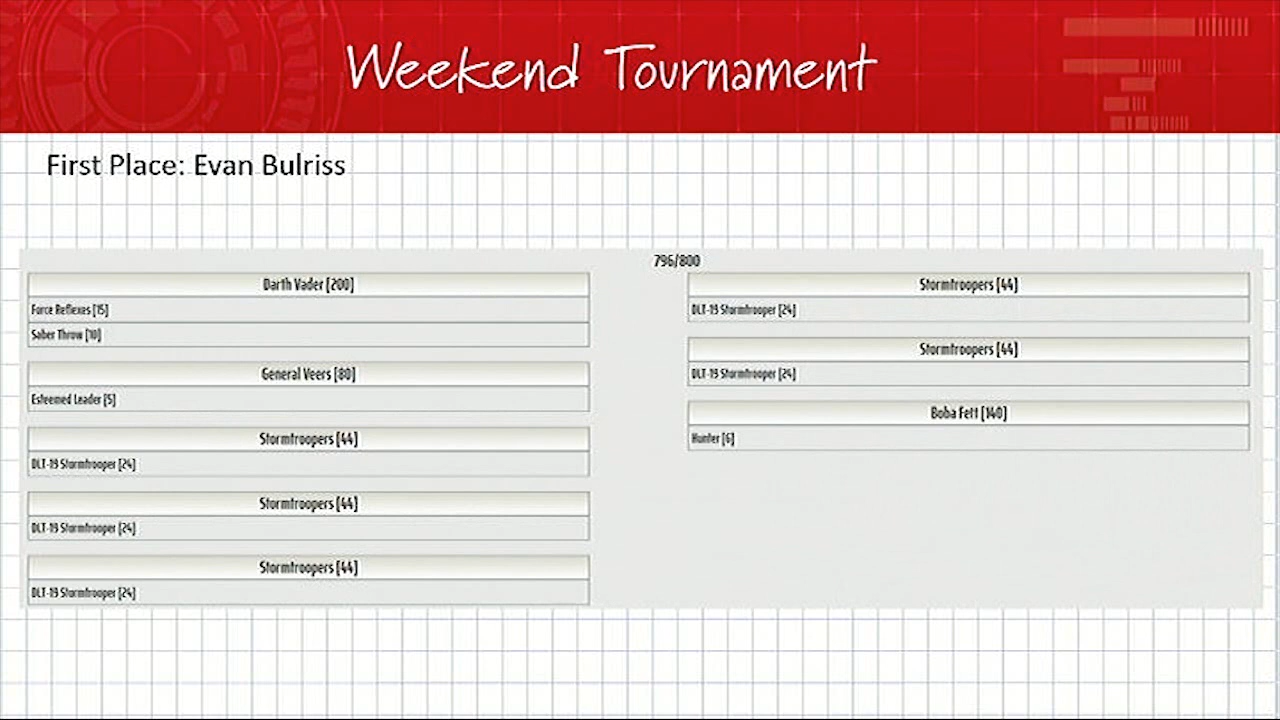 Weekend Tournament
First Place: Evan Bulriss
796/800
Darth Vader [200]
Force Reflexes [15]
Saber Throw [10]
General Veers [80]
Esteemed Leader [5]
Stormtroopers [44]
DLT-19 Stormtrooper [24]
Stormtroopers [44]
DLT-19 Stormtrooper [24]
Stormtroopers [44]
DLT-19 Stormtrooper [24]
Stormtroopers [44]
DLT-19 Stormtrooper [24]
Stormtroopers [44]
DLT-19 Stormtrooper [24]
Boba Fett [140]
Hunter [6]